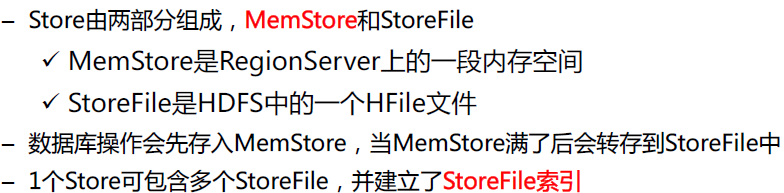 – Store由两部分组成，MemStore和StoreFile
✓ MemStore是RegionServer上的一段内存空间
✓ StoreFile是HDFS中的一个HFile文件
– 数据库操作会先存入MemStore，当MemStore满了后会转存到StoreFile中
– 1个Store可包含多个StoreFile，并建立了StoreFile索引